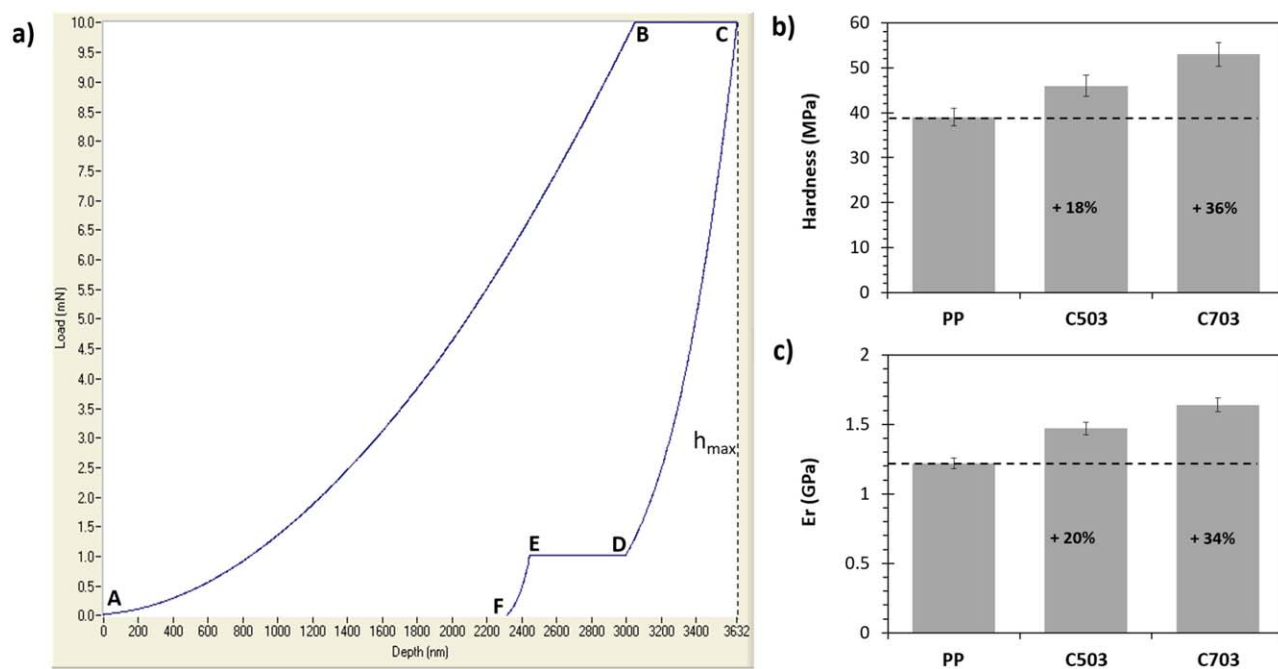 a)
10.0
9.5
9.0
8.5
8.0
7.5
7.0
6.5
6.0
5.5
5.0
4.5
4.0
3.5
3.0
2.5
2.0
1.5
1.0
0.5
0.0
Load (mN)
A
B
C
D
E
F
hmax
0 200 400 600 800 1000 1200 1400 1600 1800 2000 2200 2400 2600 2800 3000 3200 3400 3632
Depth (nm)
b)
Hardness (MPa)
60
50
40
30
20
10
0
+ 18%
+ 36%
PP C503 C703
c)
Er (GPa)
2
1.5
1
0.5
0
+ 20%
+ 34%
PP C503 C703